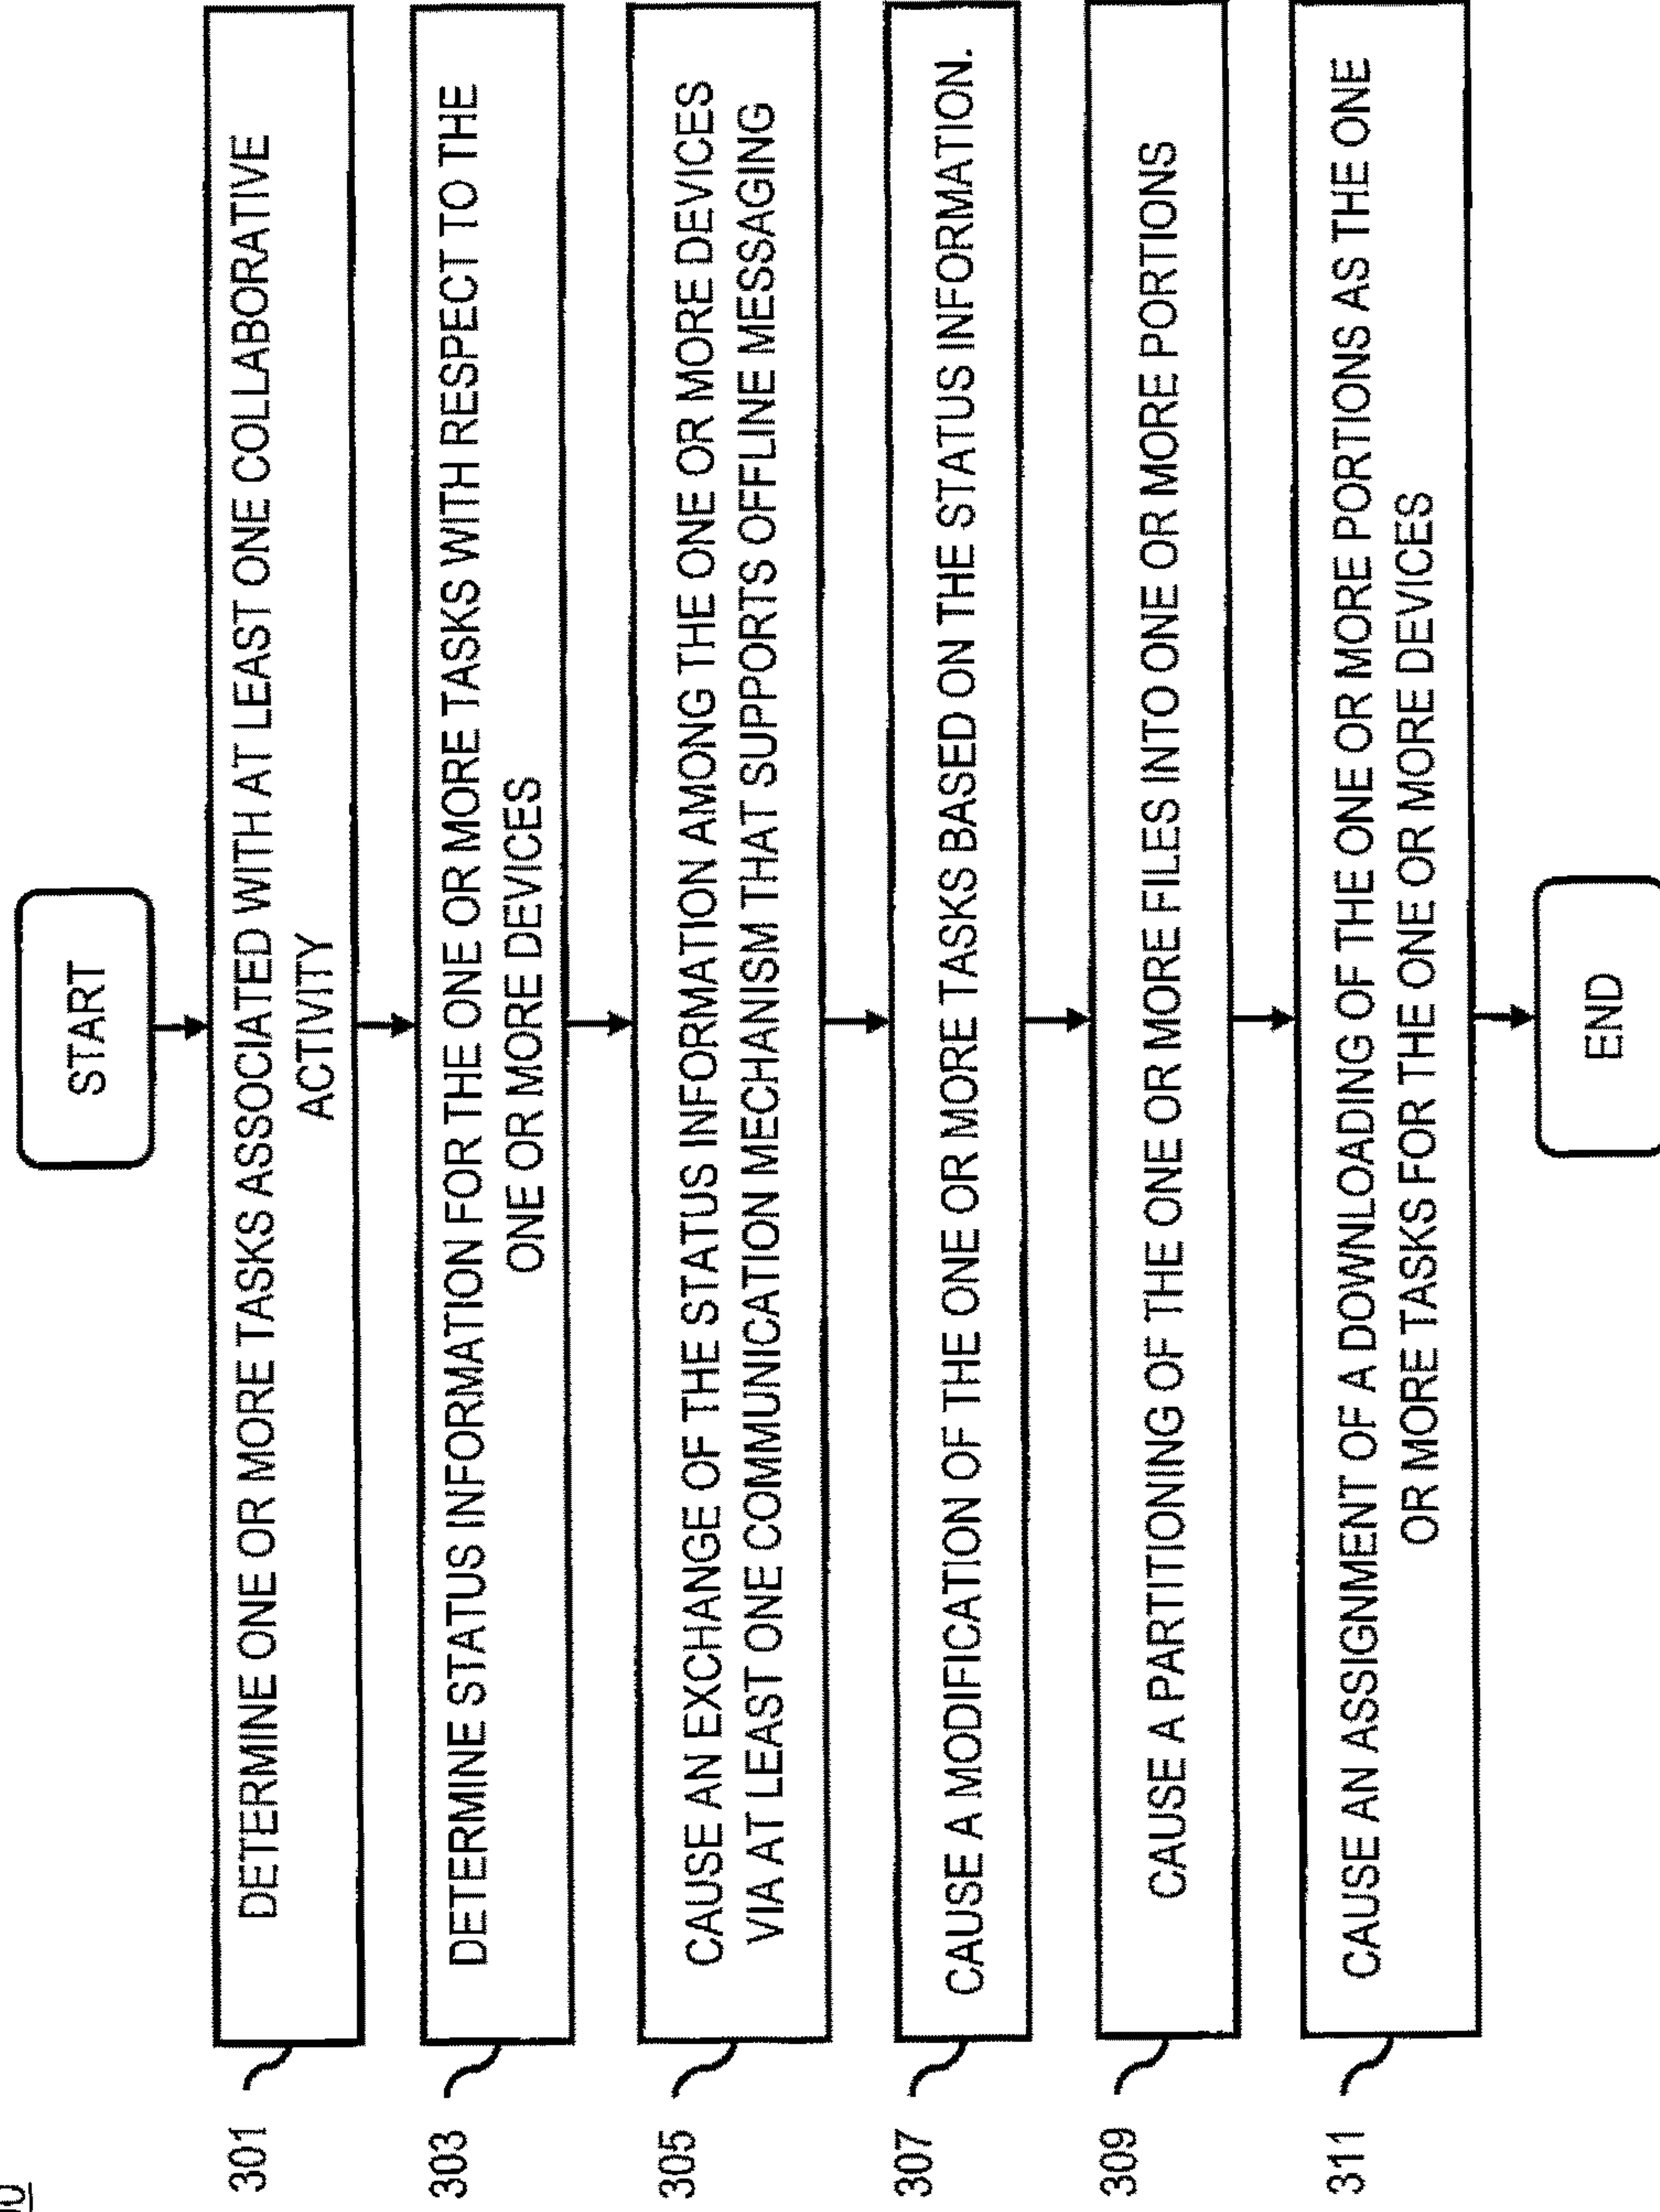 START
301
DETERMINE ONE OR MORE TASKS ASSOCIATED WITH AT LEAST ONE COLLABORATIVE
ACTIVITY
303
DETERMINE STATUS INFORMATION FOR THE ONE OR MORE TASKS WITH RESPECT TO THE
ONE OR MORE DEVICES
305
CAUSE AN EXCHANGE OF THE STATUS INFORMATION AMONG THE ONE OR MORE DEVICES
VIA AT LEAST ONE COMMUNICATION MECHANISM THAT SUPPORTS OFFLINE MESSAGING
307
CAUSE A MODIFICATION OF THE ONE OR MORE TASKS BASED ON THE STATUS INFORMATION.
309
CAUSE A PARTITIONING OF THE ONE OR MORE FILES INTO ONE OR MORE PORTIONS
311
CAUSE AN ASSIGNMENT OF A DOWNLOADING OF THE ONE OR MORE PORTIONS AS THE ONE
OR MORE TASKS FOR THE ONE OR MORE DEVICES
END